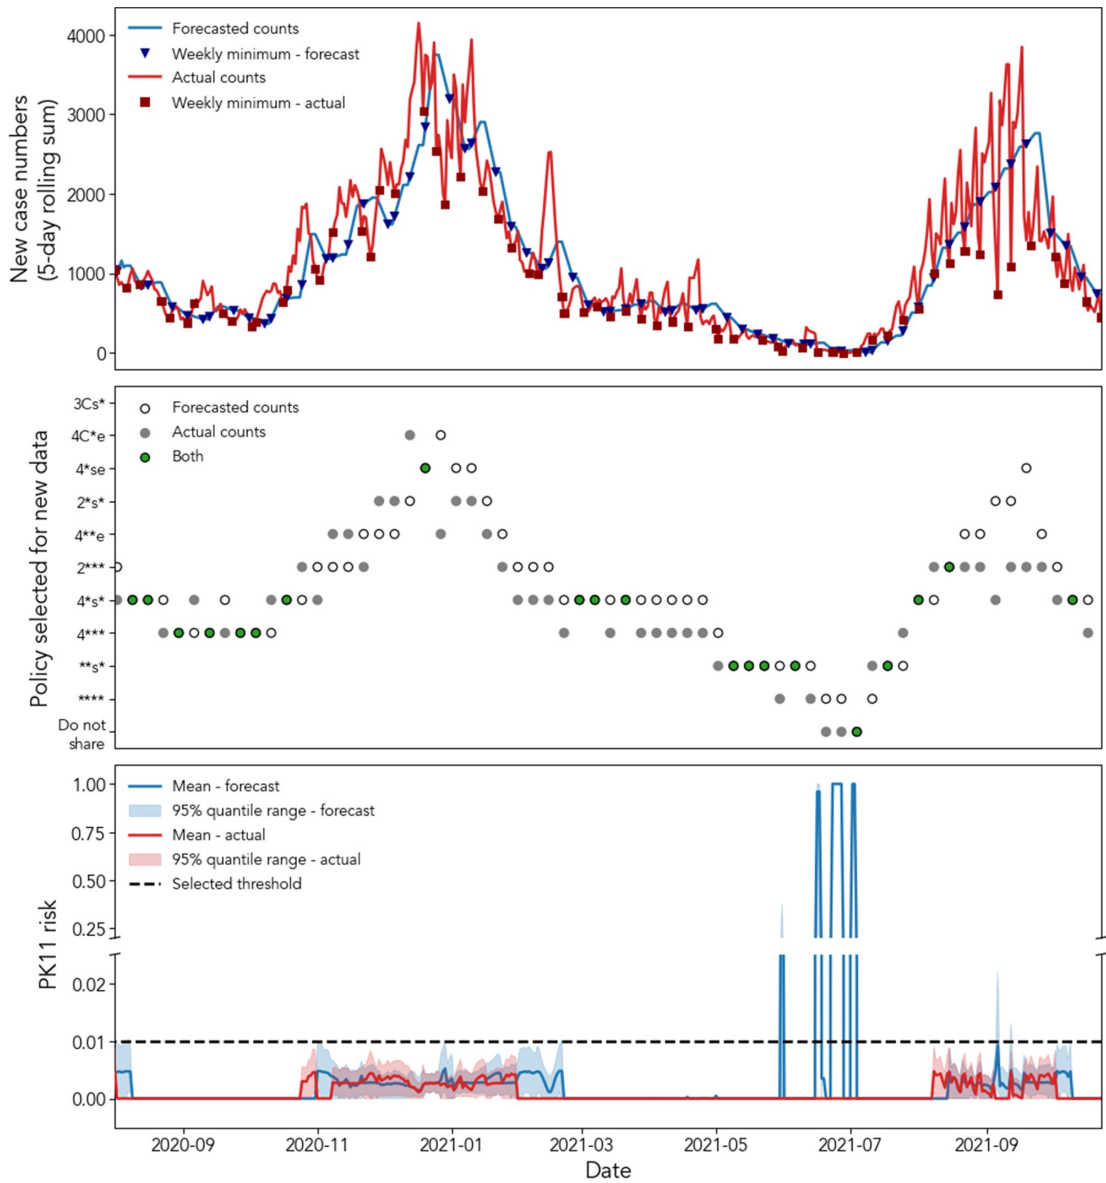 New case numbers
(5-day rolling sum)
4000
3000
2000
1000
0
Forecasted counts
Weekly minimum - forecast
Actual counts
Weekly minimum - actual
Policy selected for new data
3Cs*
4C*e
4*se
2*s*
4**e
2***
4*s*
4***
**s*
****
Do not
share
Forecasted counts
Actual counts
Both
PK11 risk
1.00
0.75
0.50
0.25
0.02
0.01
0.00
Mean - forecast
95% quantile range - forecast
Mean - actual
95% quantile range - actual
Selected threshold
2020-09
2020-11
2021-01
2021-03
2021-05
2021-07
2021-09
Date